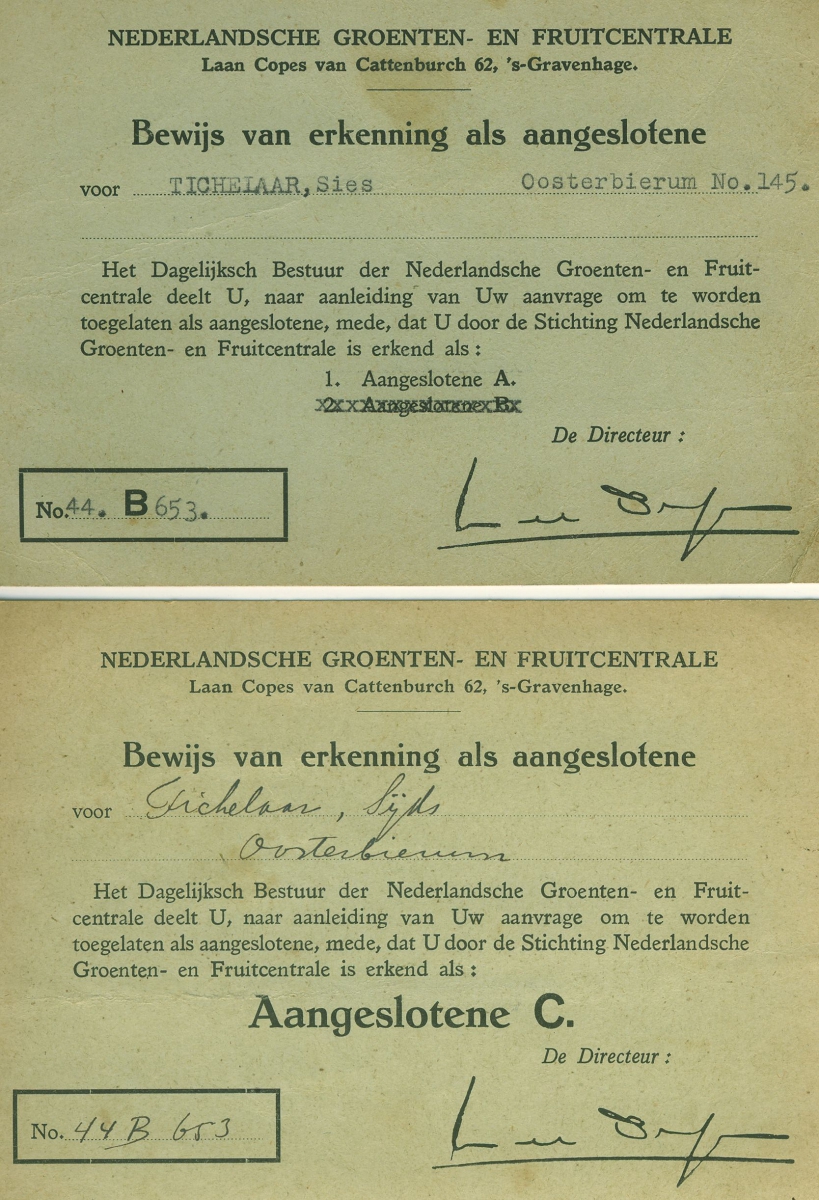 NEDERLANDSCHE GROENTEN- EN FRUITCENTRALE
Laan Copes van Cattenburch 62, 's-Gravenhage.
Bewijs van erkenning als aangeslotene
voor TICHELAAR, Sies Oosterbierum No. 145.
Het Dagelijksch Bestuur der Nederlandsche Groenten- en Fruit-
centrale deelt U, naar aanleiding van Uw aanvrage om te worden
toegelaten als aangeslotene, mede, dat U door de Stichting Nederlandsche
Groenten- en Fruitcentrale is erkend als :
1. Aangeslotene A.
2. Aangeslotene B.
De Directeur :
No. 44. B 653.
NEDERLANDSCHE GROENTEN- EN FRUITCENTRALE
Laan Copes van Cattenburch 62, 's-Gravenhage.
Bewijs van erkenning als aangeslotene
voor Tichelaar, Sijds
Oosterbierum
Het Dagelijksch Bestuur der Nederlandsche Groenten- en Fruit-
centrale deelt U, naar aanleiding van Uw aanvrage om te worden
toegelaten als aangeslotene, mede, dat U door de Stichting Nederlandsche
Groenten- en Fruitcentrale is erkend als :
Aangeslotene C.
De Directeur :
No. 44 B 653